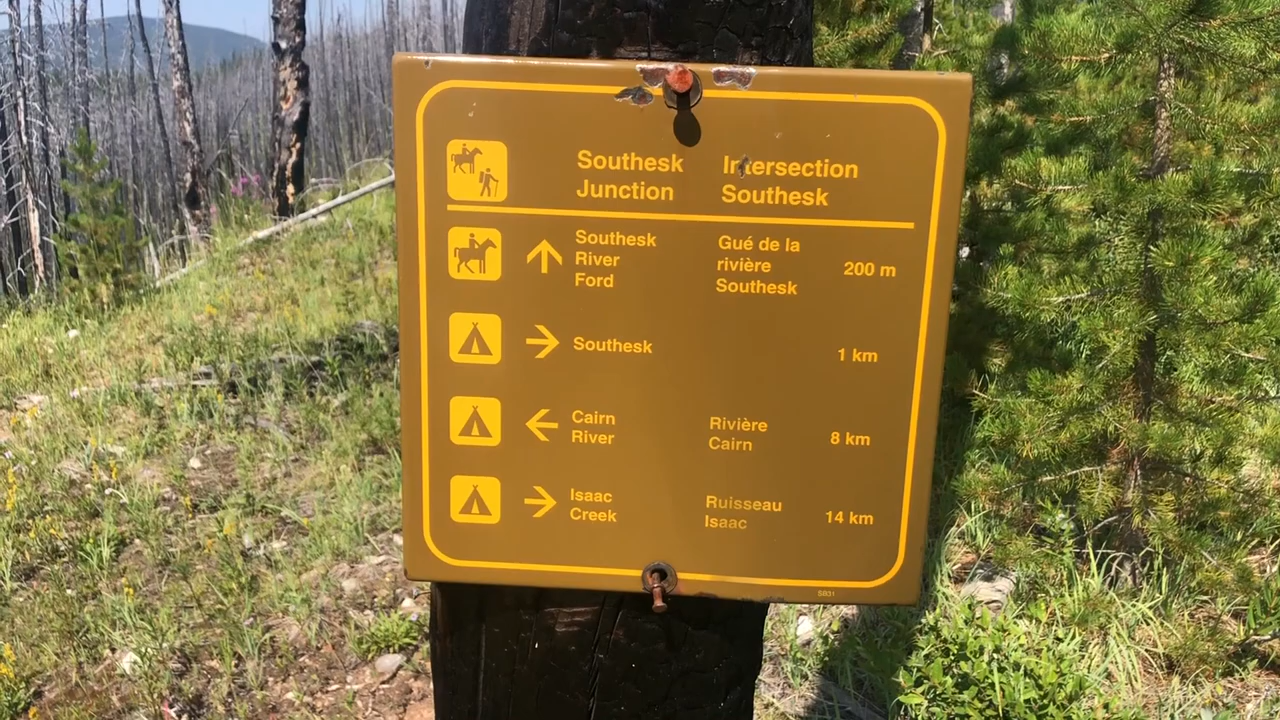 Southesk Intersection
Junction Southesk
Southesk Gué de la
River rivière 200 m
Ford Southesk
Southesk 1 km
Cairn Rivière
River Cairn 8 km
Isaac Ruisseau
Creek Isaac 14 km
SB31